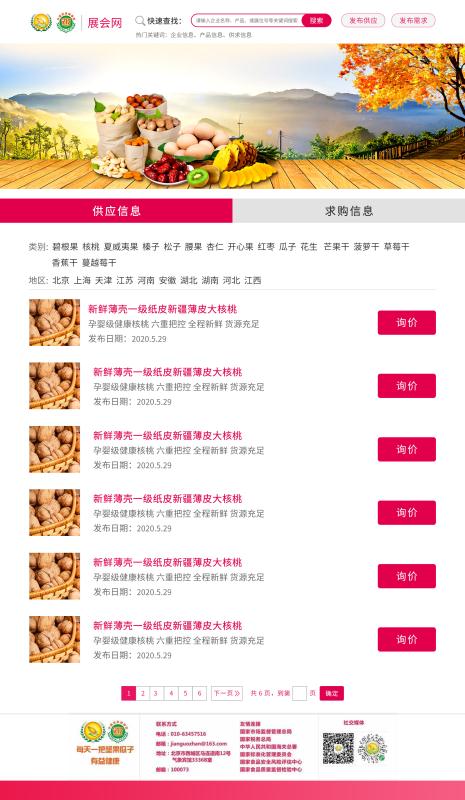 展会网
快速查找：
请输入企业名称、产品、或展位号等关键词搜索
搜索
发布供应
发布需求
热门关键词：企业信息、产品信息、供求信息
供应信息
求购信息
类别: 碧根果 核桃 夏威夷果 榛子 松子 腰果 杏仁 开心果 红枣 瓜子 花生 芒果干 菠萝干 草莓干
香蕉干 蔓越莓干
地区: 北京 上海 天津 江苏 河南 安徽 湖北 湖南 河北 江西
新鲜薄壳一级纸皮新疆薄皮大核桃
孕婴级健康核桃 六重把控 全程新鲜 货源充足
发布日期：2020.5.29
询价
新鲜薄壳一级纸皮新疆薄皮大核桃
孕婴级健康核桃 六重把控 全程新鲜 货源充足
发布日期：2020.5.29
询价
新鲜薄壳一级纸皮新疆薄皮大核桃
孕婴级健康核桃 六重把控 全程新鲜 货源充足
发布日期：2020.5.29
询价
新鲜薄壳一级纸皮新疆薄皮大核桃
孕婴级健康核桃 六重把控 全程新鲜 货源充足
发布日期：2020.5.29
询价
新鲜薄壳一级纸皮新疆薄皮大核桃
孕婴级健康核桃 六重把控 全程新鲜 货源充足
发布日期：2020.5.29
询价
新鲜薄壳一级纸皮新疆薄皮大核桃
孕婴级健康核桃 六重把控 全程新鲜 货源充足
发布日期：2020.5.29
询价
1 2 3 4 5 6 下一页>> 共 6 页，到第 页 确定
每天一把坚果瓜子
有益健康
联系方式
电话：010-63457516
邮箱：jianguozhan@163.com
地址：北京市西城区马连道南12号
气象宾馆3336B室
邮编：100073
友情连接
国家市场监督管理总局
国家税务总局
中华人民共和国海关总署
国家标准化管理委员会
国家食品安全风险评估中心
国家食品质量监督检验中心
社交媒体